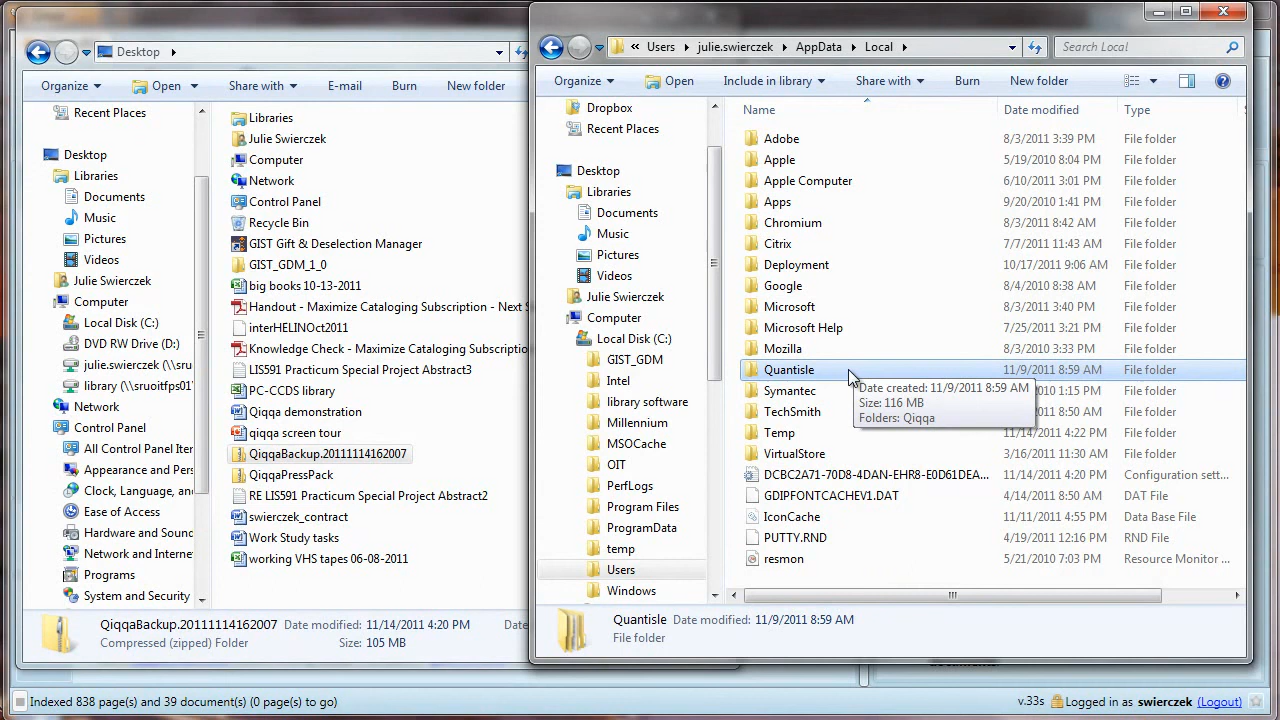 Desktop
Organize
Open
Share with
E-mail
Burn
New folder
Recent Places
Desktop
Libraries
Documents
Music
Pictures
Videos
Julie Swierczek
Computer
Local Disk (C:)
DVD RW Drive (D:)
julie.swierczek (\\sru
library (\\sruoitfps01
Network
Control Panel
All Control Panel Iten
Appearance and Pers
Clock, Language, anc
Ease of Access
Hardware and Sound
Network and Interne
Programs
System and Security
Libraries
Julie Swierczek
Computer
Network
Control Panel
Recycle Bin
GIST Gift & Deselection Manager
GIST_GDM_1_0
big books 10-13-2011
Handout - Maximize Cataloging Subscription - Next S
interHELINOct2011
Knowledge Check - Maximize Cataloging Subscription
LIS591 Practicum Special Project Abstract3
PC-CCDS library
Qiqqa demonstration
qiqqa screen tour
QiqqaBackup.20111114162007
QiqqaPressPack
RE LIS591 Practicum Special Project Abstract2
swierczek_contract
Work Study tasks
working VHS tapes 06-08-2011
QiqqaBackup.20111114162007 Date modified: 11/14/2011 4:20 PM Date
Compressed (zipped) Folder Size: 105 MB
« Users julie.swierczek AppData Local
Search Local
Organize
Open
Include in library
Share with
Burn
New folder
Dropbox
Recent Places
Desktop
Libraries
Documents
Music
Pictures
Videos
Julie Swierczek
Computer
Local Disk (C:)
GIST_GDM
Intel
library software
Millennium
MSOCache
OIT
PerfLogs
Program Files
ProgramData
temp
Users
Windows
Name Date modified Type
Adobe 8/3/2011 3:39 PM File folder
Apple 5/19/2010 8:04 PM File folder
Apple Computer 6/10/2011 3:01 PM File folder
Apps 9/20/2010 1:41 PM File folder
Chromium 8/3/2011 8:42 AM File folder
Citrix 7/7/2011 11:43 AM File folder
Deployment 10/17/2011 9:06 AM File folder
Google 8/4/2010 8:38 AM File folder
Microsoft 8/3/2011 3:40 PM File folder
Microsoft Help 7/25/2011 3:21 PM File folder
Mozilla 8/3/2010 3:33 PM File folder
Quantisle 11/9/2011 8:59 AM File folder
Symantec 2010 1:15 PM File folder
TechSmith 2011 8:50 AM File folder
Temp 11/14/2011 4:22 PM File folder
VirtualStore 3/16/2011 11:30 AM File folder
DCBC2A71-70D8-4DAN-EHR8-E0D61DEA... 11/14/2011 4:20 PM Configuration sett...
GDIPFONTCACHEV1.DAT 4/14/2011 8:50 AM DAT File
IconCache 11/11/2011 4:55 PM Data Base File
PUTTY.RND 4/19/2011 12:16 PM RND File
resmon 5/21/2010 7:03 PM Resource Monitor ...
Date created: 11/9/2011 8:59 AM
Size: 116 MB
Folders: Qiqqa
Quantisle Date modified: 11/9/2011 8:59 AM
File folder
Indexed 838 page(s) and 39 document(s) (0 page(s) to go)
v.33s Logged in as swierczek (Logout)